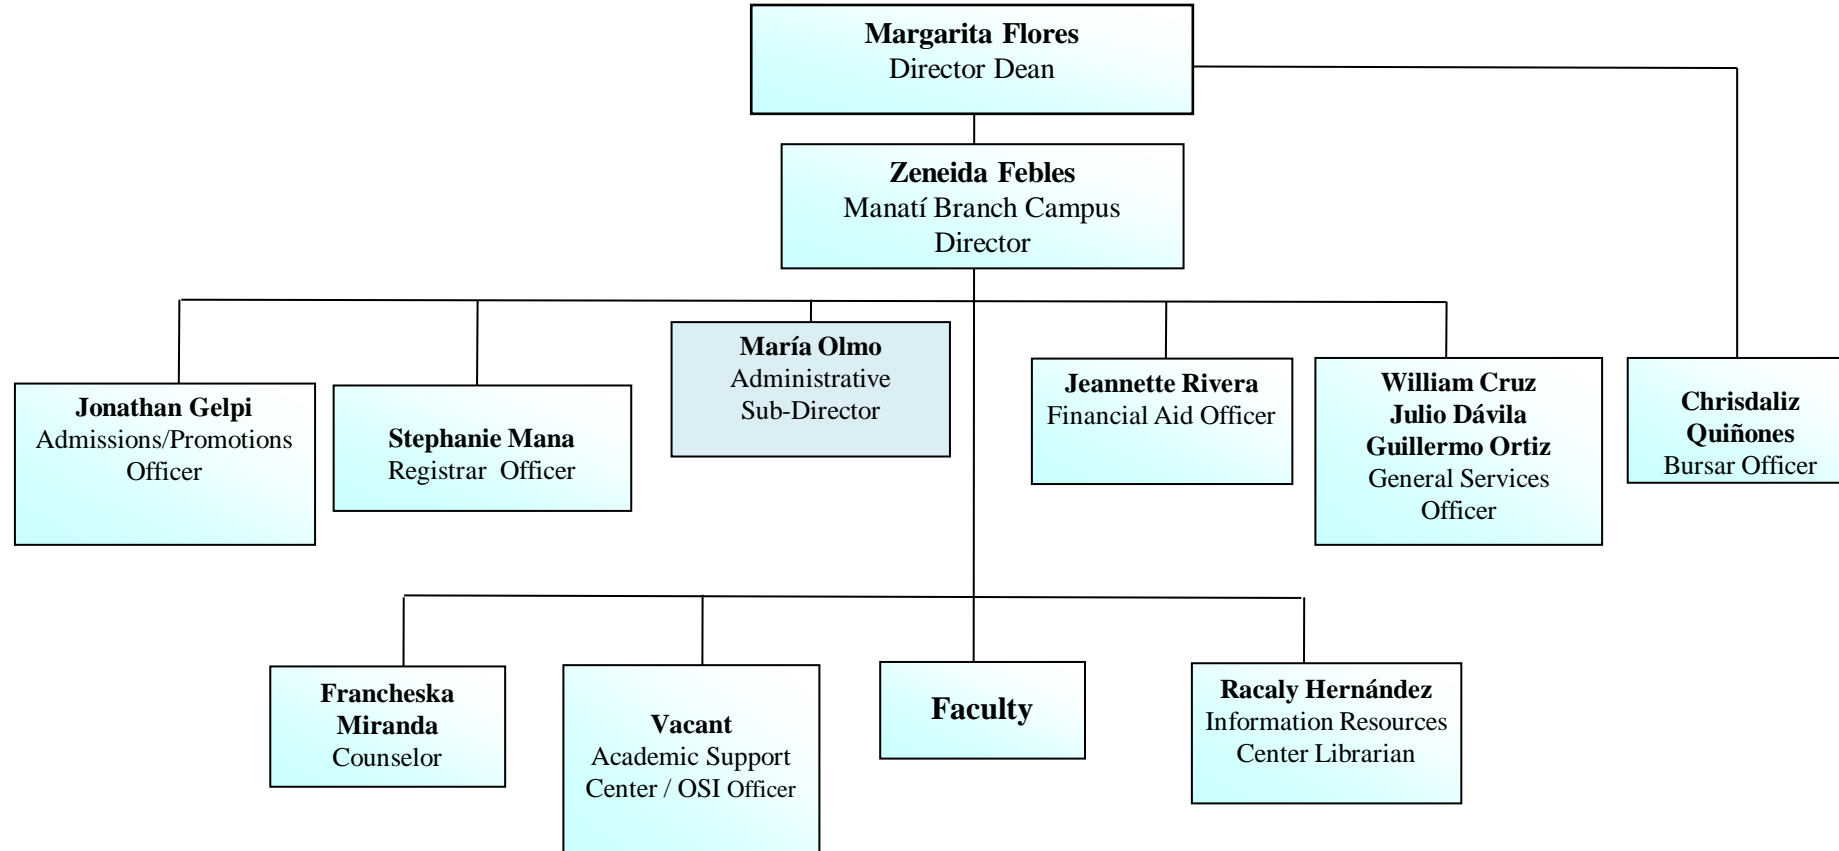 Margarita Flores
Director Dean
Zeneida Febles
Manatí Branch Campus
Director
Jonathan Gelpi
Admissions/Promotions
Officer
Stephanie Mana
Registrar Officer
María Olmo
Administrative
Sub-Director
Jeannette Rivera
Financial Aid Officer
William Cruz
Julio Dávila
Guillermo Ortiz
General Services
Officer
Chrisdaliz
Quiñones
Bursar Officer
Francheska
Miranda
Counselor
Vacant
Academic Support
Center / OSI Officer
Faculty
Racaly Hernández
Information Resources
Center Librarian